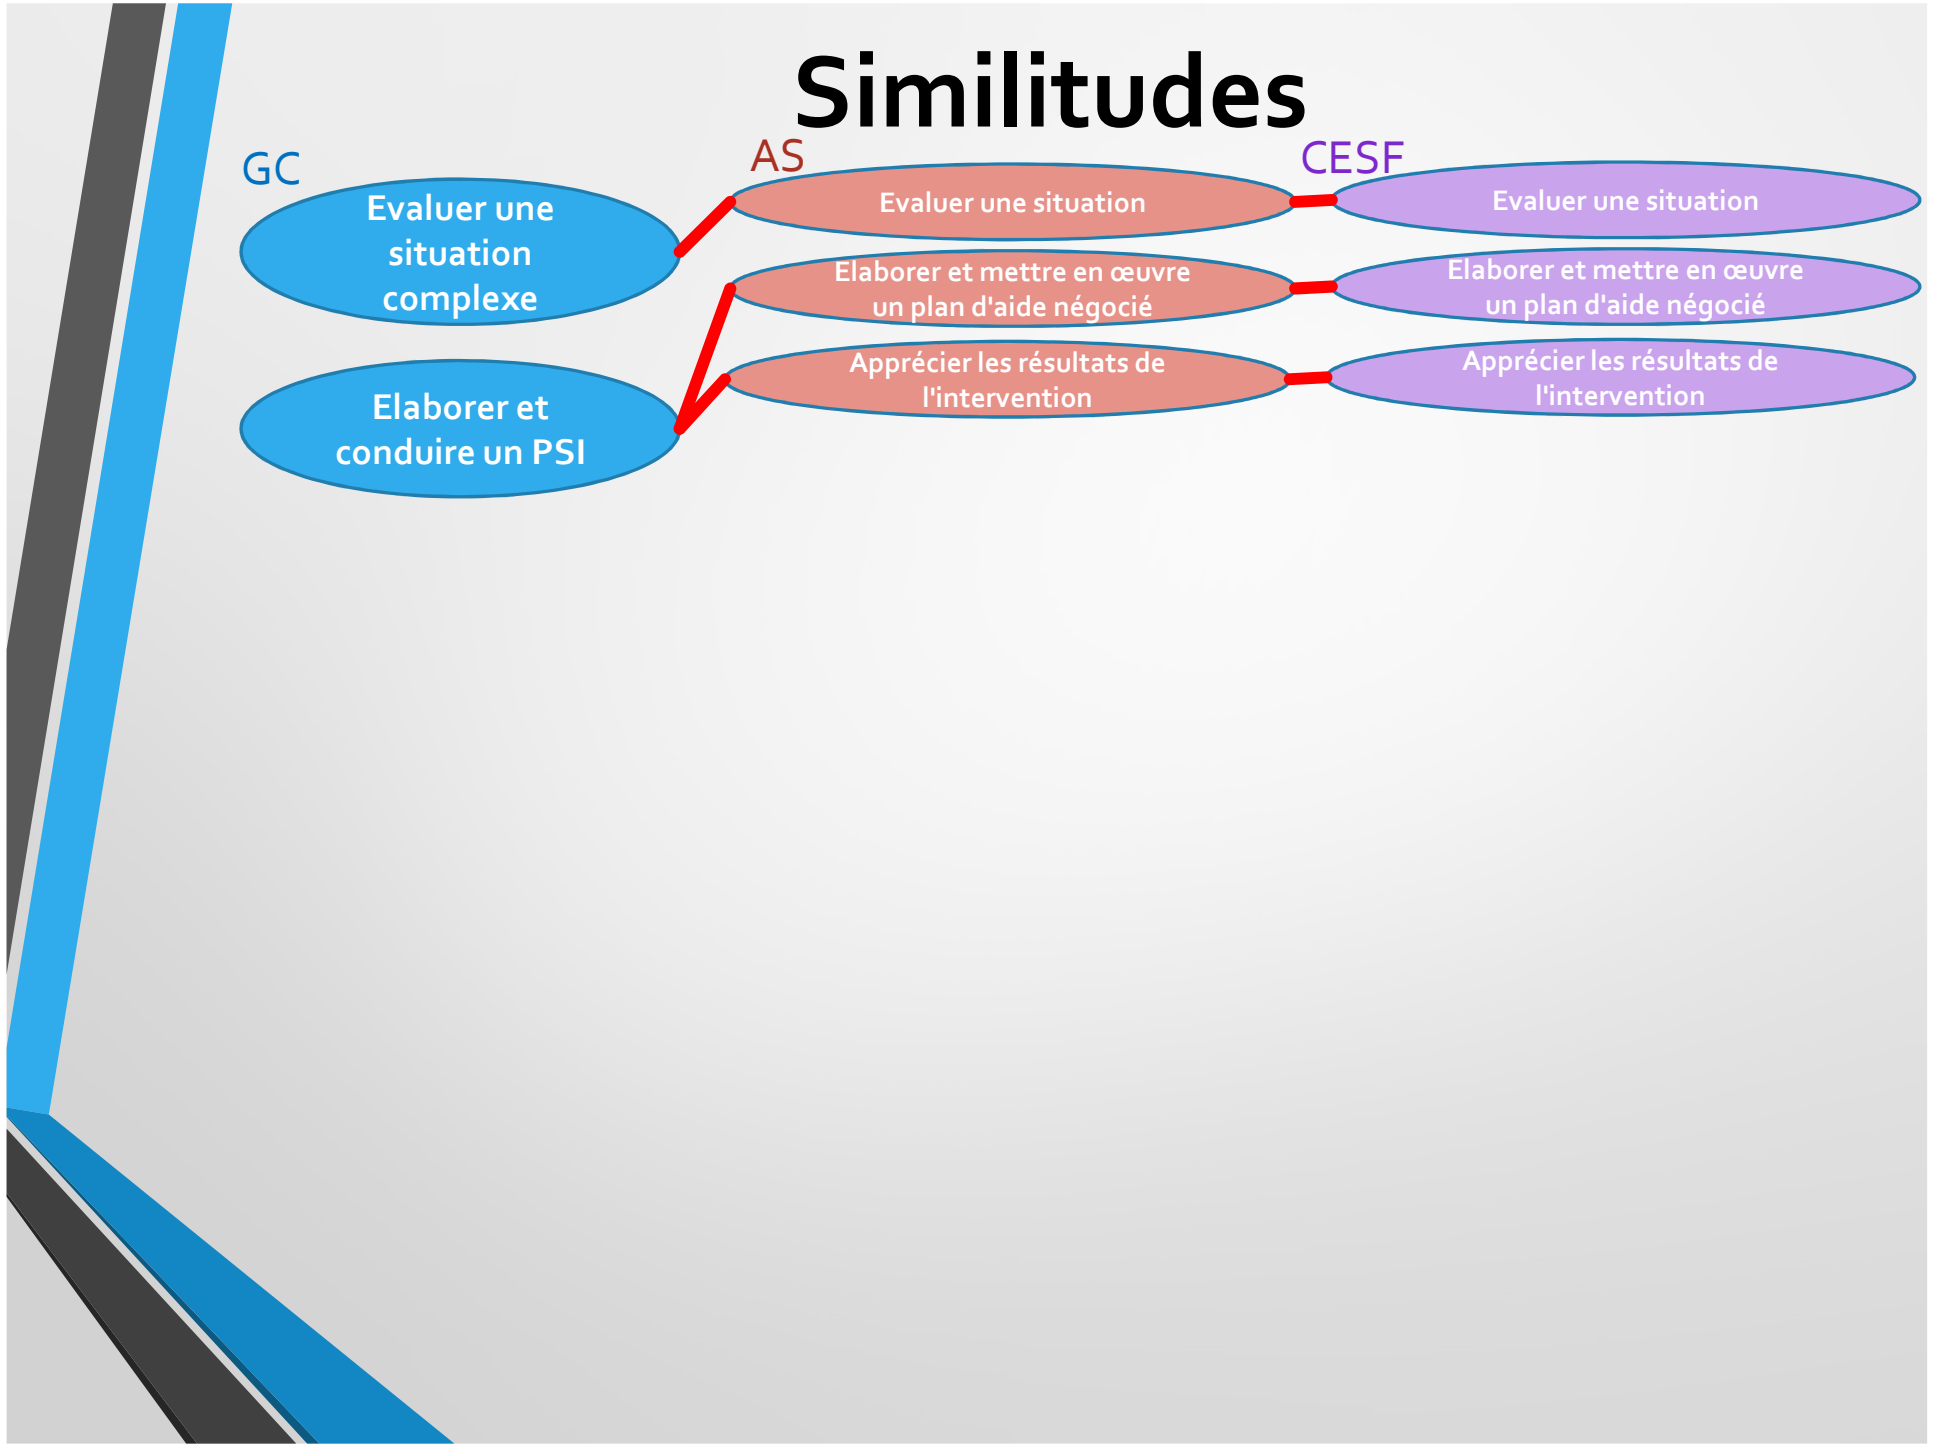 Similitudes
GC
AS
CESF
Evaluer une
situation
complexe
Evaluer une situation
Evaluer une situation
Elaborer et mettre en œuvre
un plan d'aide négocié
Elaborer et mettre en œuvre
un plan d'aide négocié
Elaborer et
conduire un PSI
Apprécier les résultats de
l'intervention
Apprécier les résultats de
l'intervention